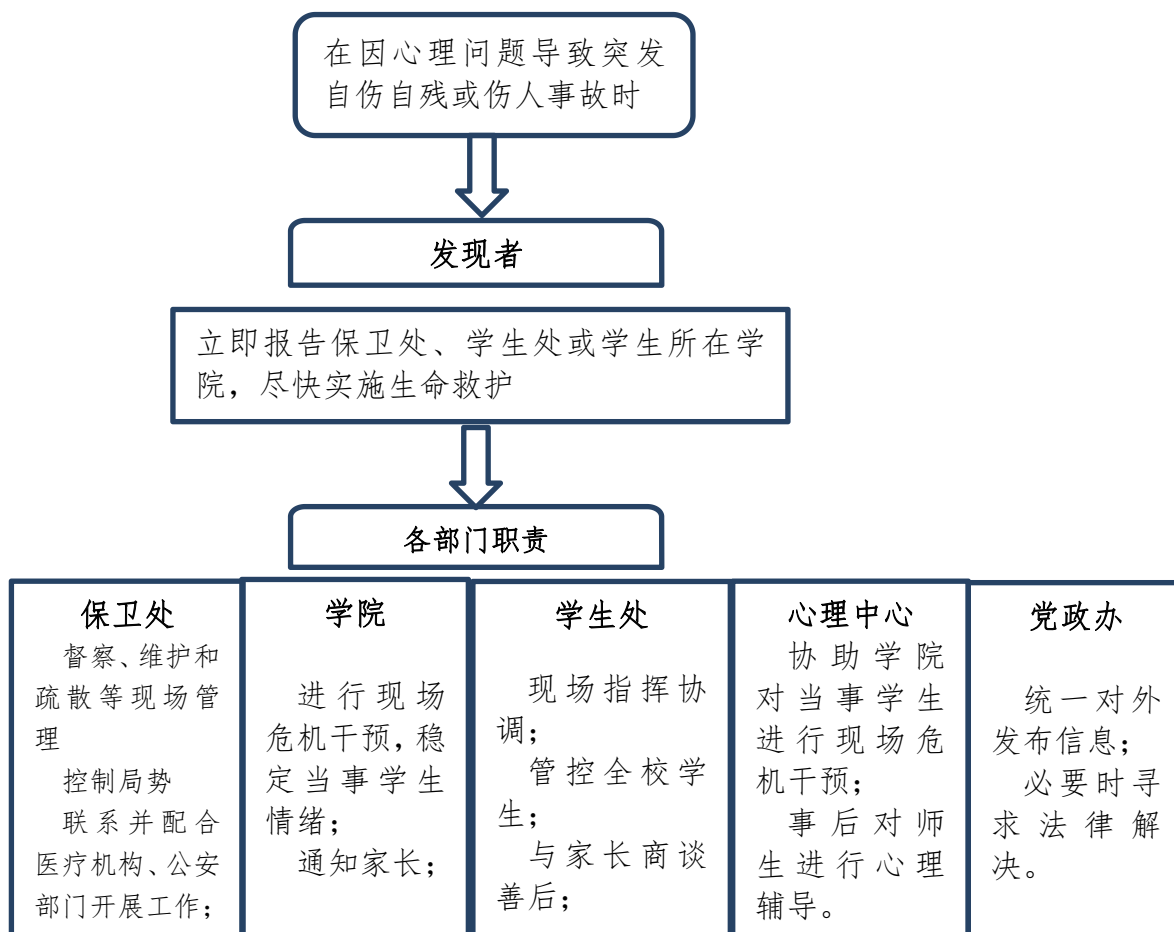 在因心理问题导致突发
自伤自残或伤人事故时
发现者
立即报告保卫处、学生处或学生所在学
院，尽快实施生命救护
各部门职责
保卫处
督察、维护和
疏散等现场管
理
控制局势
联系并配合
医疗机构、公安
部门开展工作；
学院
进行现场
危机干预，稳
定当事学生
情绪；
通知家长；
学生处
现场指挥协
调；
管控全校学
生；
与家长商谈
善后；
心理中心
协助学院
对当事学生
进行现场危
机干预；
事后对师
生进行心理
辅导。
党政办
统一对外
发布信息；
必要时寻
求法律解
决。